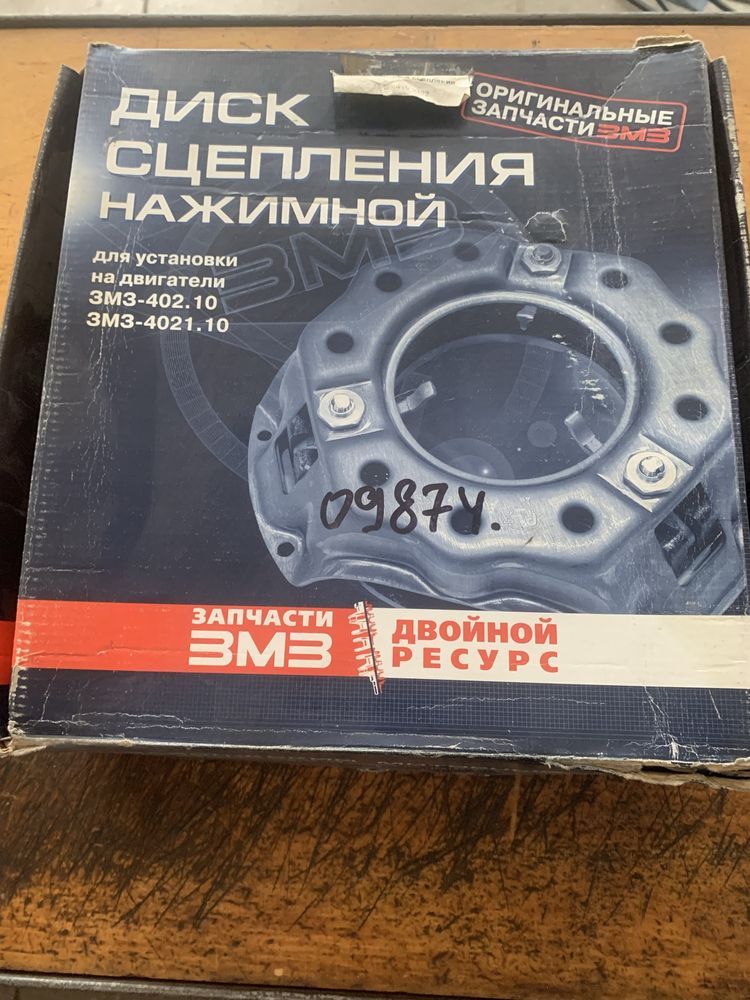 ДИСК
СЦЕПЛЕНИЯ
НАЖИМНОЙ
ОРИГИНАЛЬНЫЕ
ЗАПЧАСТИ ЗМЗ
для установки
на двигатели
ЗМЗ-402.10
ЗМЗ-4021.10
ЗМЗ
0987У.
ЗАПЧАСТИ
ЗМЗ
ДВОЙНОЙ
РЕСУРС